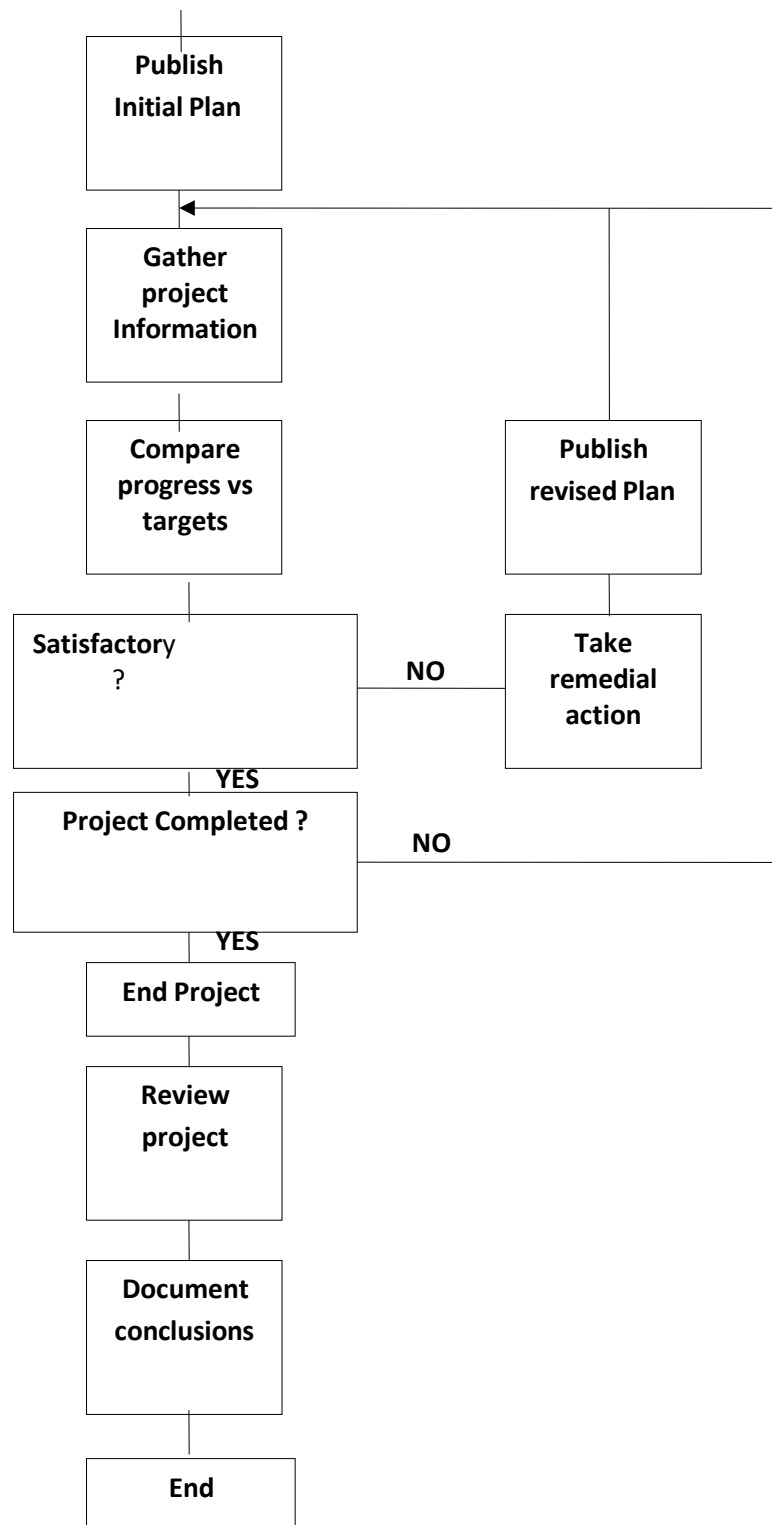 Publish
Initial Plan
Gather
project
Information
Compare
progress vs
targets
Publish
revised Plan
Satisfactory
?
NO
Take
remedial
action
YES
Project Completed ?
NO
YES
End Project
Review
project
Document
conclusions
End